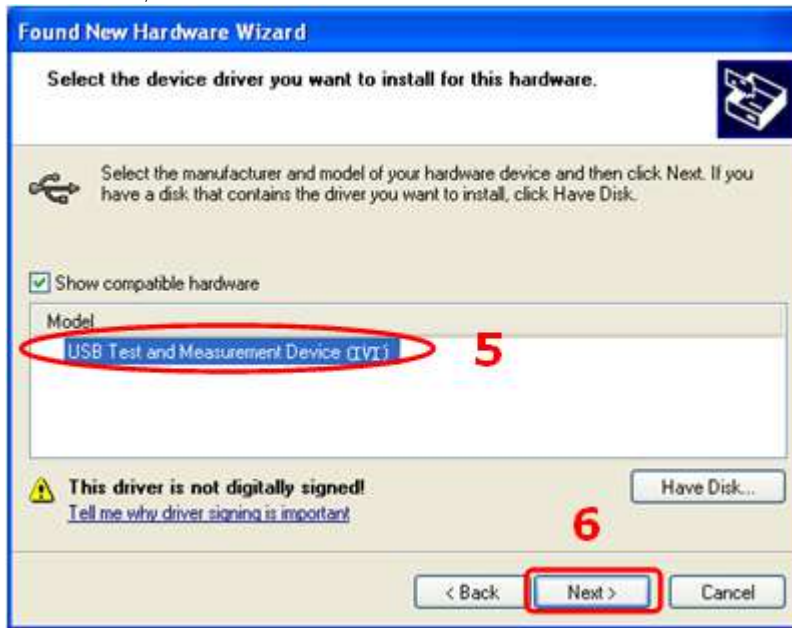 Found New Hardware Wizard
Select the device driver you want to install for this hardware.
Select the manufacturer and model of your hardware device and then click Next. If you
have a disk that contains the driver you want to install, click Have Disk.
Show compatible hardware
Model
USB Test and Measurement Device (IVI)
5
This driver is not digitally signed!
Have Disk...
Tell me why driver signing is important
6
< Back
Next >
Cancel